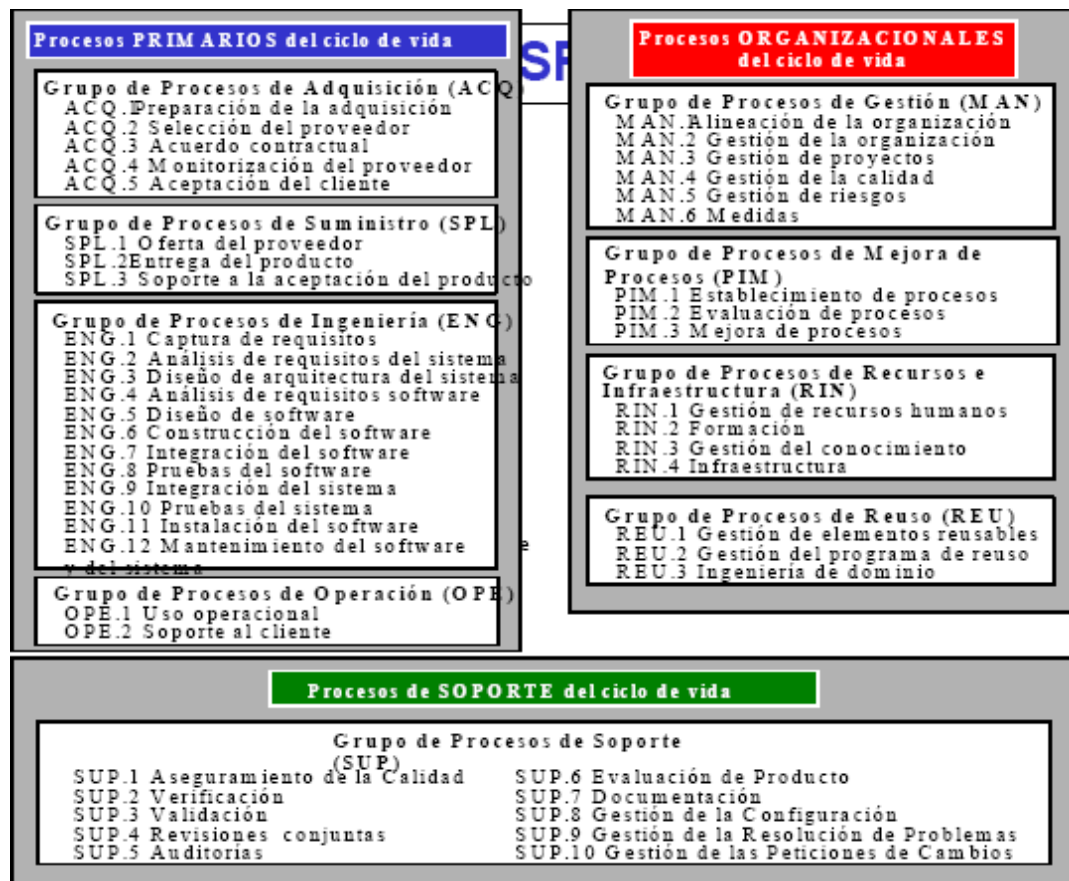 Procesos PRIMARIOS del ciclo de vida
Grupo de Procesos de Adquisición (ACQ)
ACQ.1Preparación de la adquisición
ACQ.2 Selección del proveedor
ACQ.3 Acuerdo contractual
ACQ.4 Monitorización del proveedor
ACQ.5 Aceptación del cliente
Grupo de Procesos de Suministro (SPL)
SPL.1 Oferta del proveedor
SPL.2Entrega del producto
SPL.3 Soporte a la aceptación del producto
Grupo de Procesos de Ingeniería (ENG)
ENG.1 Captura de requisitos
ENG.2 Análisis de requisitos del sistema
ENG.3 Diseño de arquitectura del sistema
ENG.4 Análisis de requisitos software
ENG.5 Diseño de software
ENG.6 Construcción del software
ENG.7 Integración del software
ENG.8 Pruebas del software
ENG.9 Integración del sistema
ENG.10 Pruebas del sistema
ENG.11 Instalación del software
ENG.12 Mantenimiento del software
y del sistema
Grupo de Procesos de Operación (OPE)
OPE.1 Uso operacional
OPE.2 Soporte al cliente
Procesos ORGANIZACIONALES
del ciclo de vida
Grupo de Procesos de Gestión (MAN)
MAN.1Alineación de la organización
MAN.2 Gestión de la organización
MAN.3 Gestión de proyectos
MAN.4 Gestión de la calidad
MAN.5 Gestión de riesgos
MAN.6 Medidas
Grupo de Procesos de Mejora de
Procesos (PIM)
PIM.1 Establecimiento de procesos
PIM.2 Evaluación de procesos
PIM.3 Mejora de procesos
Grupo de Procesos de Recursos e
Infraestructura (RIN)
RIN.1 Gestión de recursos humanos
RIN.2 Formación
RIN.3 Gestión del conocimiento
RIN.4 Infraestructura
Grupo de Procesos de Reuso (REU)
REU.1 Gestión de elementos reusables
REU.2 Gestión del programa de reuso
REU.3 Ingeniería de dominio
Procesos de SOPORTE del ciclo de vida
Grupo de Procesos de Soporte
(SUP)
SUP.1 Aseguramiento de la Calidad
SUP.2 Verificación
SUP.3 Validación
SUP.4 Revisiones conjuntas
SUP.5 Auditorías
SUP.6 Evaluación de Producto
SUP.7 Documentación
SUP.8 Gestión de la Configuración
SUP.9 Gestión de la Resolución de Problemas
SUP.10 Gestión de las Peticiones de Cambios